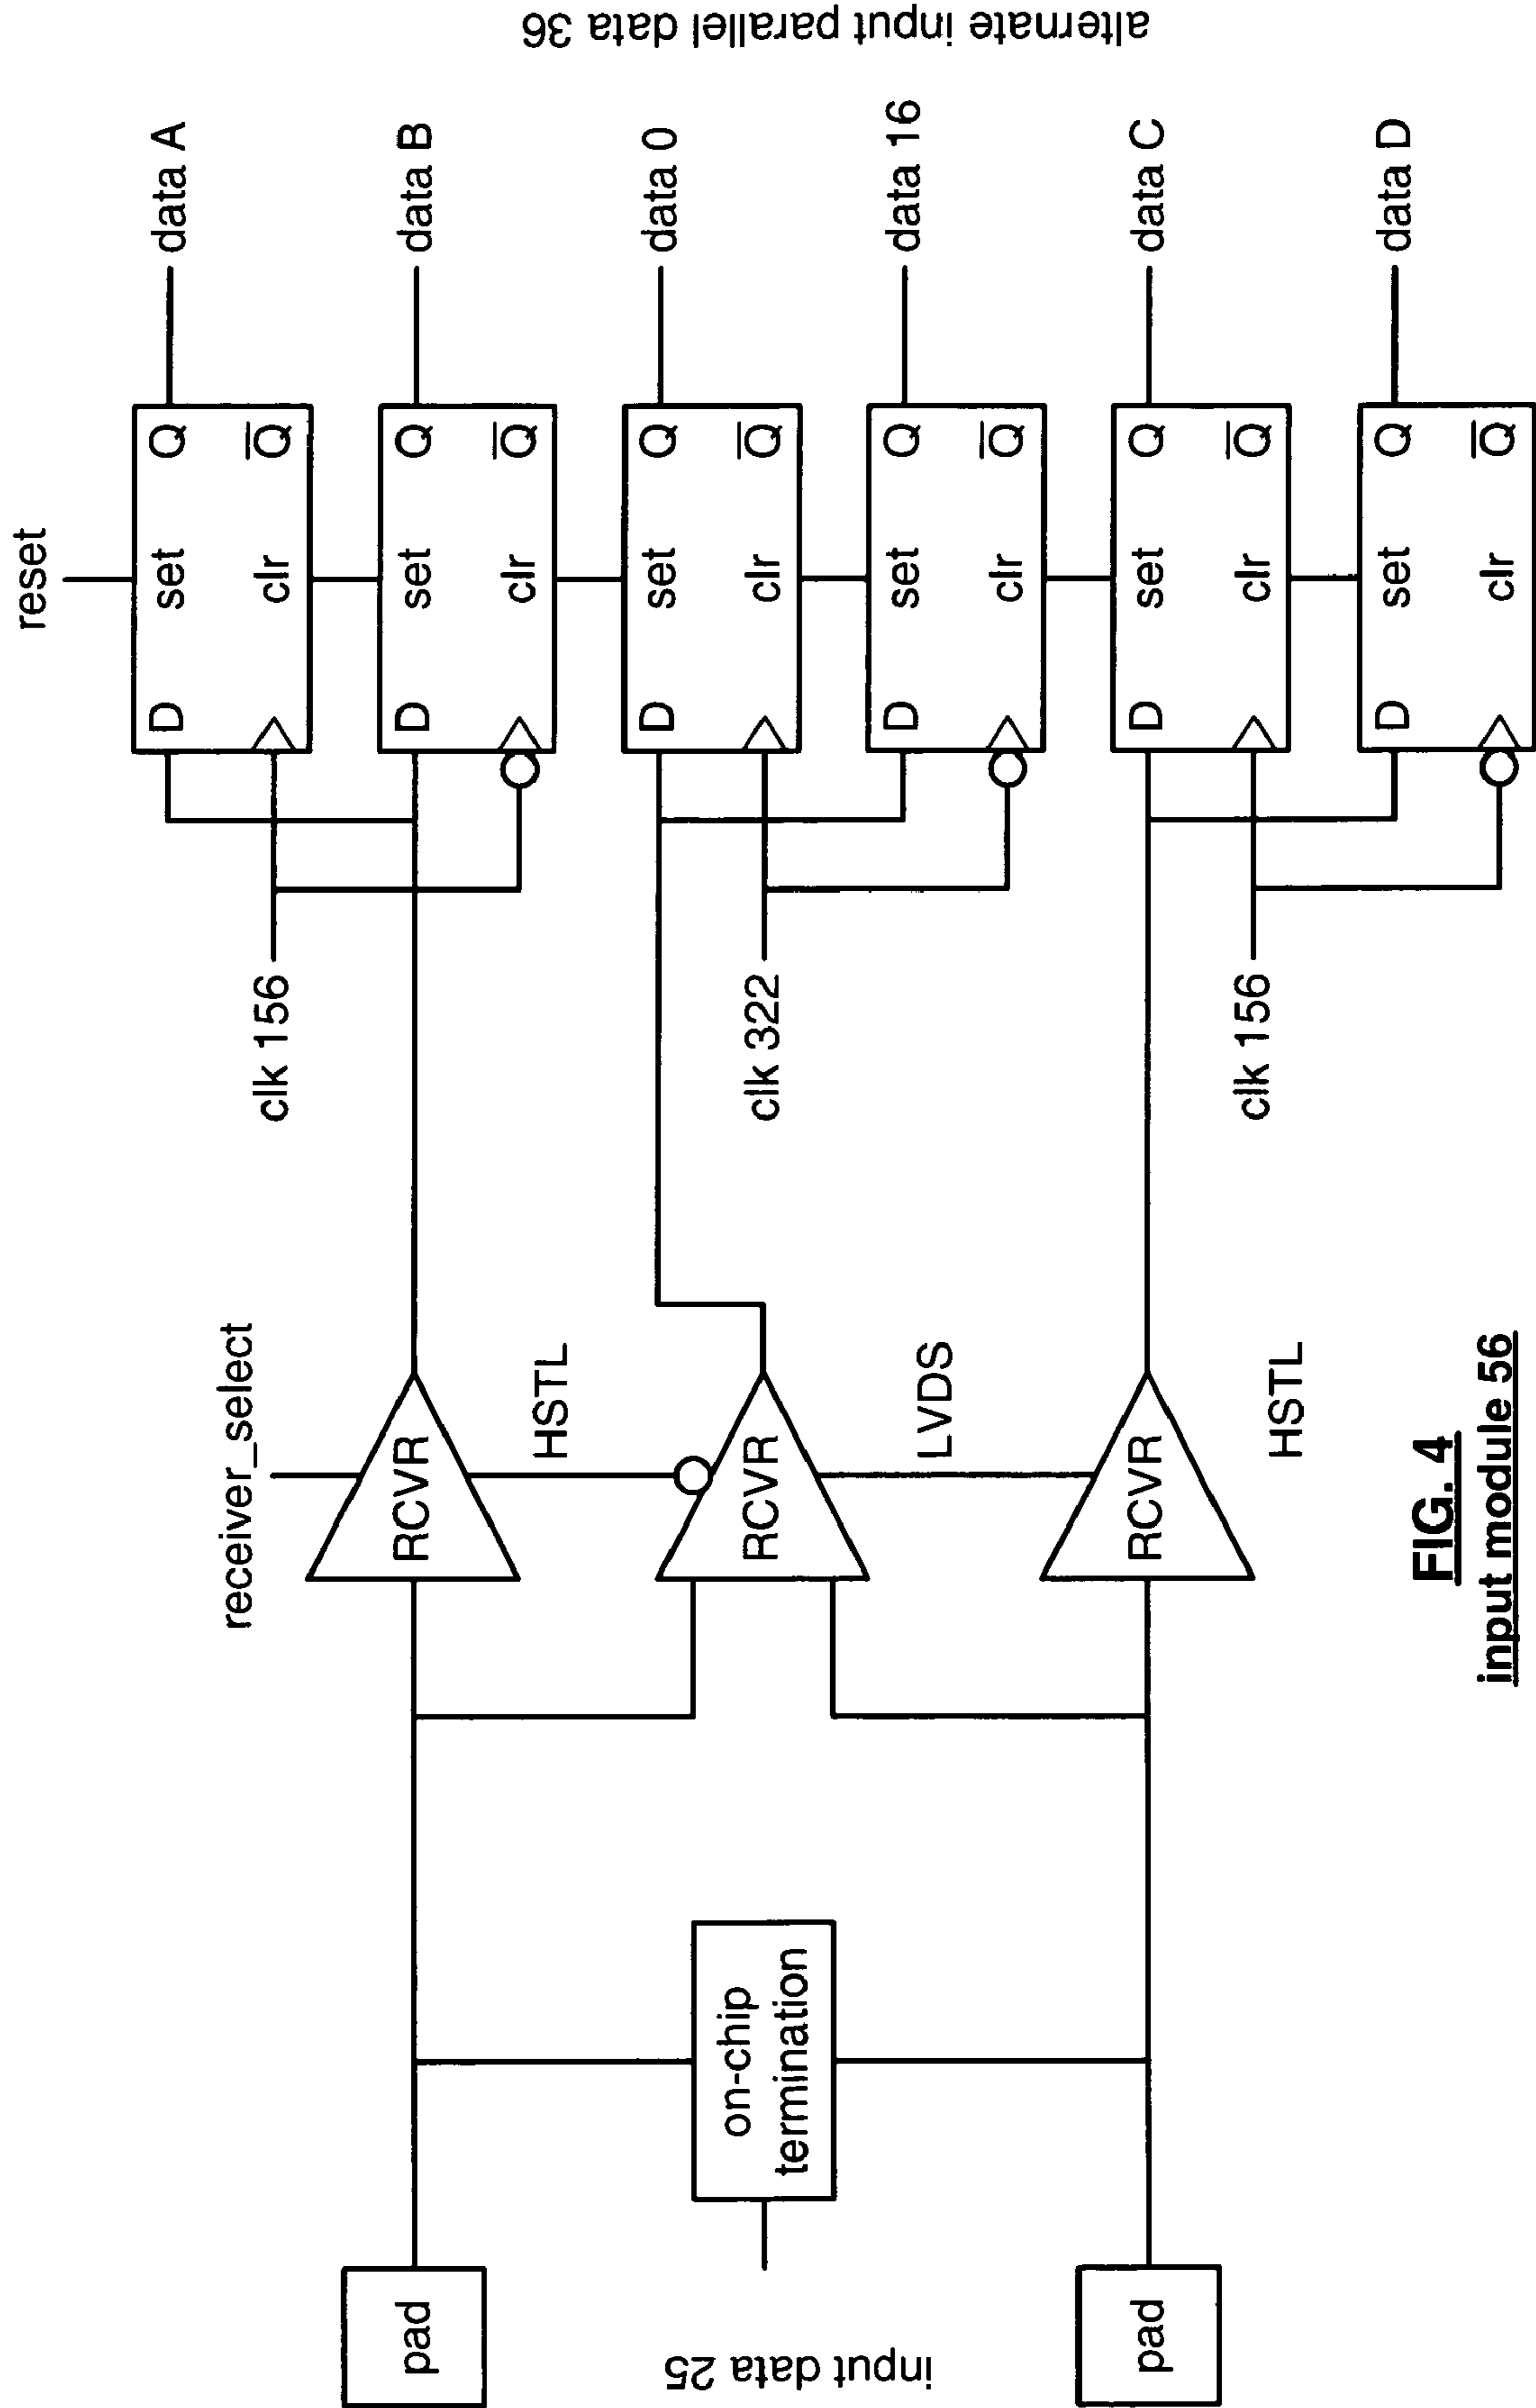 reset
receiver_select
input data 25
pad
pad
on-chip
termination
RCVR
HSTL
RCVR
LVDS
RCVR
HSTL
clk 156
clk 322
clk 156
D set Q
clr Q̅
data A
D set Q
clr Q̅
data B
D set Q
clr Q̅
data 0
D set Q
clr Q̅
data 16
D set Q
clr Q̅
data C
D set Q
clr Q̅
data D
alternate input parallel data 36
FIG. 4
input module 56